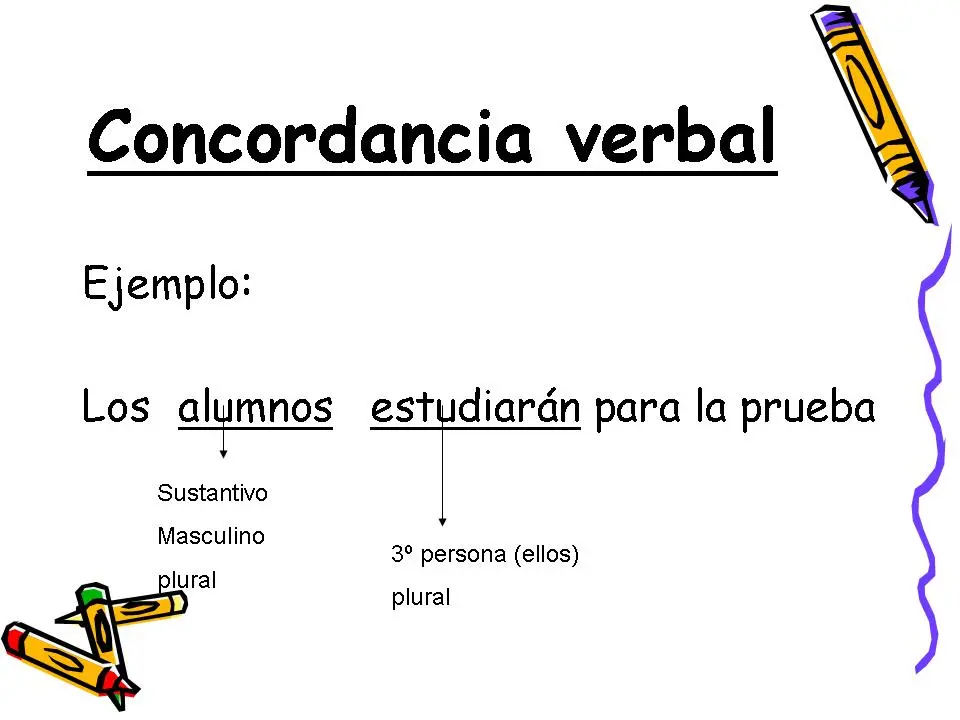 Concordancia verbal
Ejemplo:
Los alumnos estudiarán para la prueba
Sustantivo
Masculino
plural
3º persona (ellos)
plural